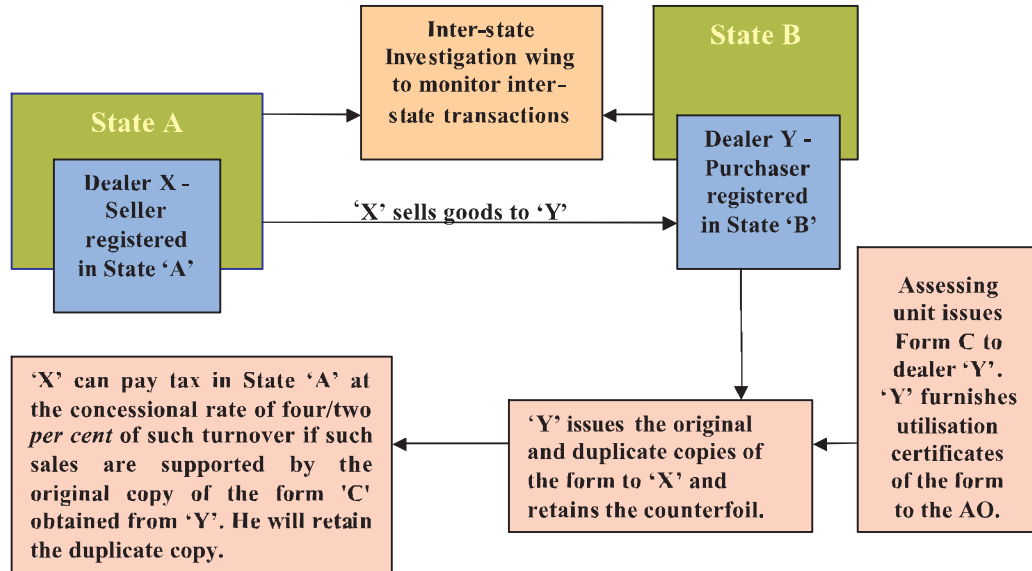 Inter-state
Investigation wing
to monitor inter-
state transactions
State B
State A
Dealer X -
Seller
registered
in State ‘A’
‘X’ sells goods to ‘Y’
Dealer Y -
Purchaser
registered
in State ‘B’
Assessing
unit issues
Form C to
dealer ‘Y’.
‘Y’ furnishes
utilisation
certificates
of the form
to the AO.
‘Y’ issues the original
and duplicate copies of
the form to ‘X’ and
retains the counterfoil.
‘X’ can pay tax in State ‘A’ at
the concessional rate of four/two
per cent of such turnover if such
sales are supported by the
original copy of the form 'C'
obtained from ‘Y’. He will retain
the duplicate copy.